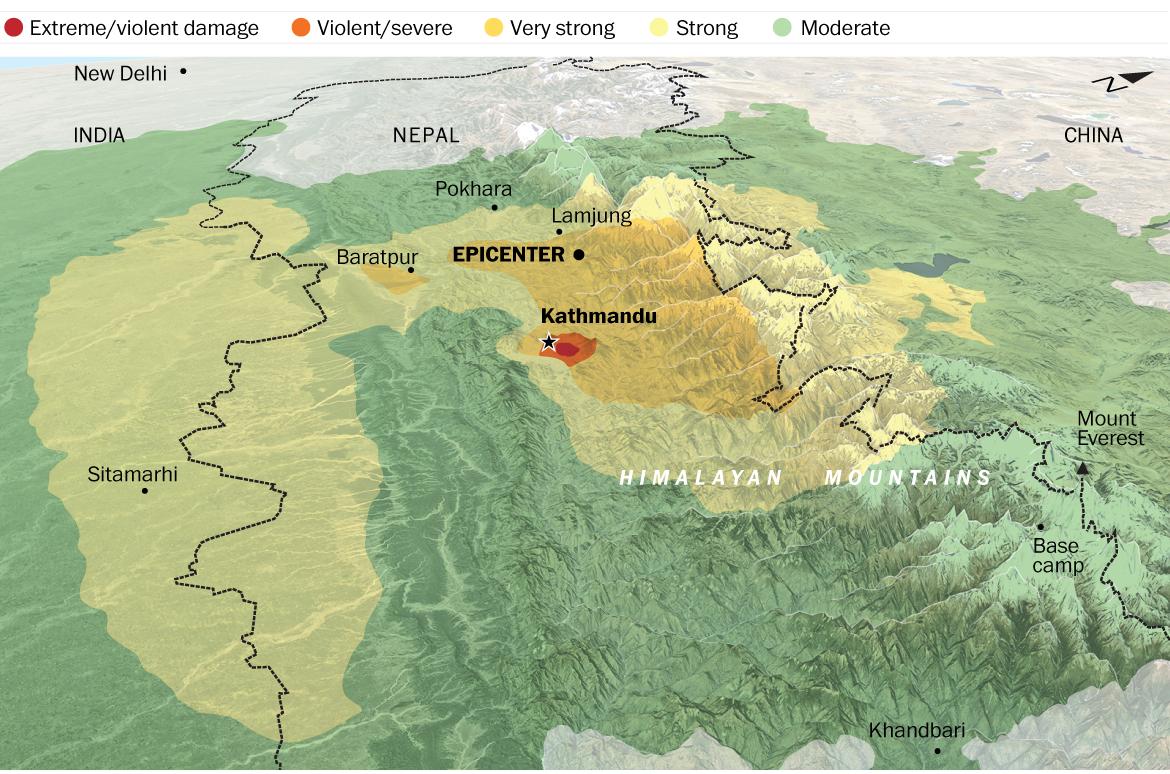 Extreme/violent damage
Violent/severe
Very strong
Strong
Moderate
New Delhi
INDIA
NEPAL
CHINA
Pokhara
Lamjung
Baratpur
EPICENTER
Kathmandu
Mount
Everest
Sitamarhi
HIMALAYAN MOUNTAINS
Base
camp
Khandbari